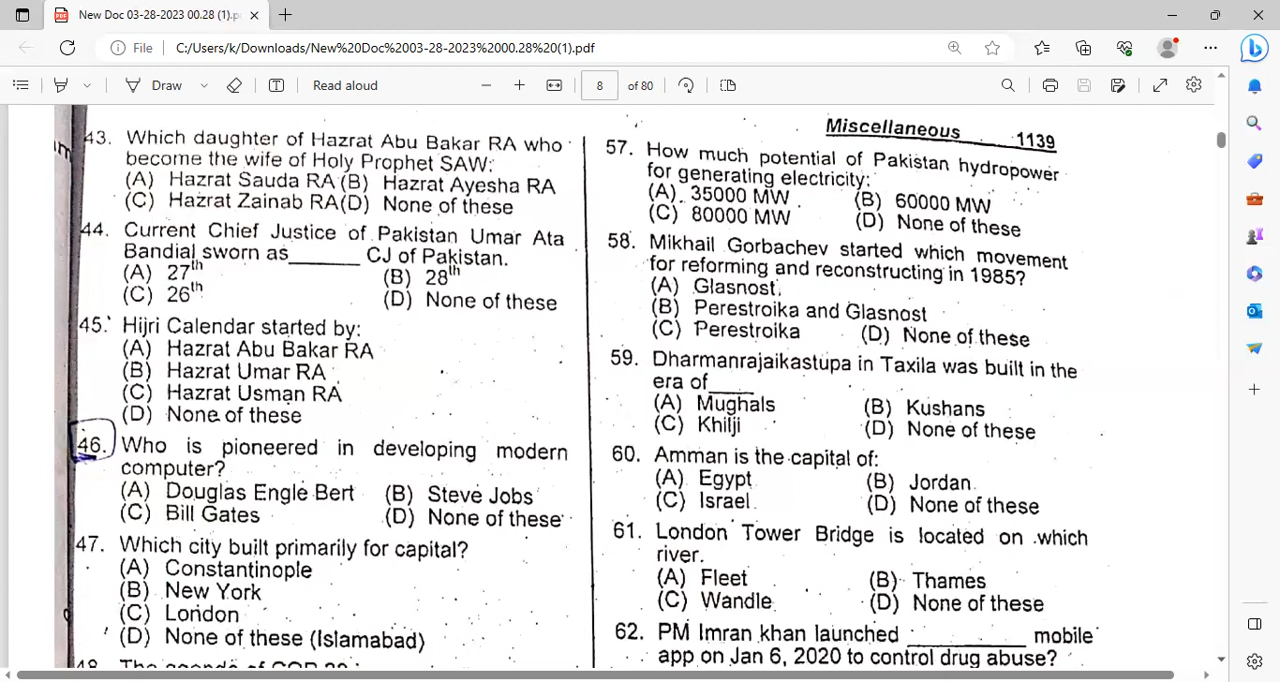 New Doc 03-28-2023 00.28 (1).p
File C:/Users/k/Downloads/New%20Doc%2003-28-2023%2000.28%20(1).pdf
Draw Read aloud 8 of 80
43. Which daughter of Hazrat Abu Bakar RA who
become the wife of Holy Prophet SAW:
(A) Hazrat Sauda RA (B) Hazrat Ayesha RA
(C) Hazrat Zainab RA(D) None of these
44. Current Chief Justice of Pakistan Umar Ata
Bandial sworn as______ CJ of Pakistan.
(A) 27th (B) 28th
(C) 26th (D) None of these
45. Hijri Calendar started by:
(A) Hazrat Abu Bakar RA
(B) Hazrat Umar RA
(C) Hazrat Usman RA
(D) None of these
46. Who is pioneered in developing modern
computer?
(A) Douglas Engle Bert (B) Steve Jobs
(C) Bill Gates (D) None of these
47. Which city built primarily for capital?
(A) Constantinople
(B) New York
(C) London
(D) None of these (Islamabad)
Miscellaneous 1139
57. How much potential of Pakistan hydropower
for generating electricity:
(A) 35000 MW (B) 60000 MW
(C) 80000 MW (D) None of these
58. Mikhail Gorbachev started which movement
for reforming and reconstructing in 1985?
(A) Glasnost
(B) Perestroika and Glasnost
(C) Perestroika (D) None of these
59. Dharmanrajaikastupa in Taxila was built in the
era of____
(A) Mughals (B) Kushans
(C) Khilji (D) None of these
60. Amman is the capital of:
(A) Egypt (B) Jordan
(C) Israel (D) None of these
61. London Tower Bridge is located on which
river.
(A) Fleet (B) Thames
(C) Wandle (D) None of these
62. PM Imran khan launched __________ mobile
app on Jan 6, 2020 to control drug abuse?